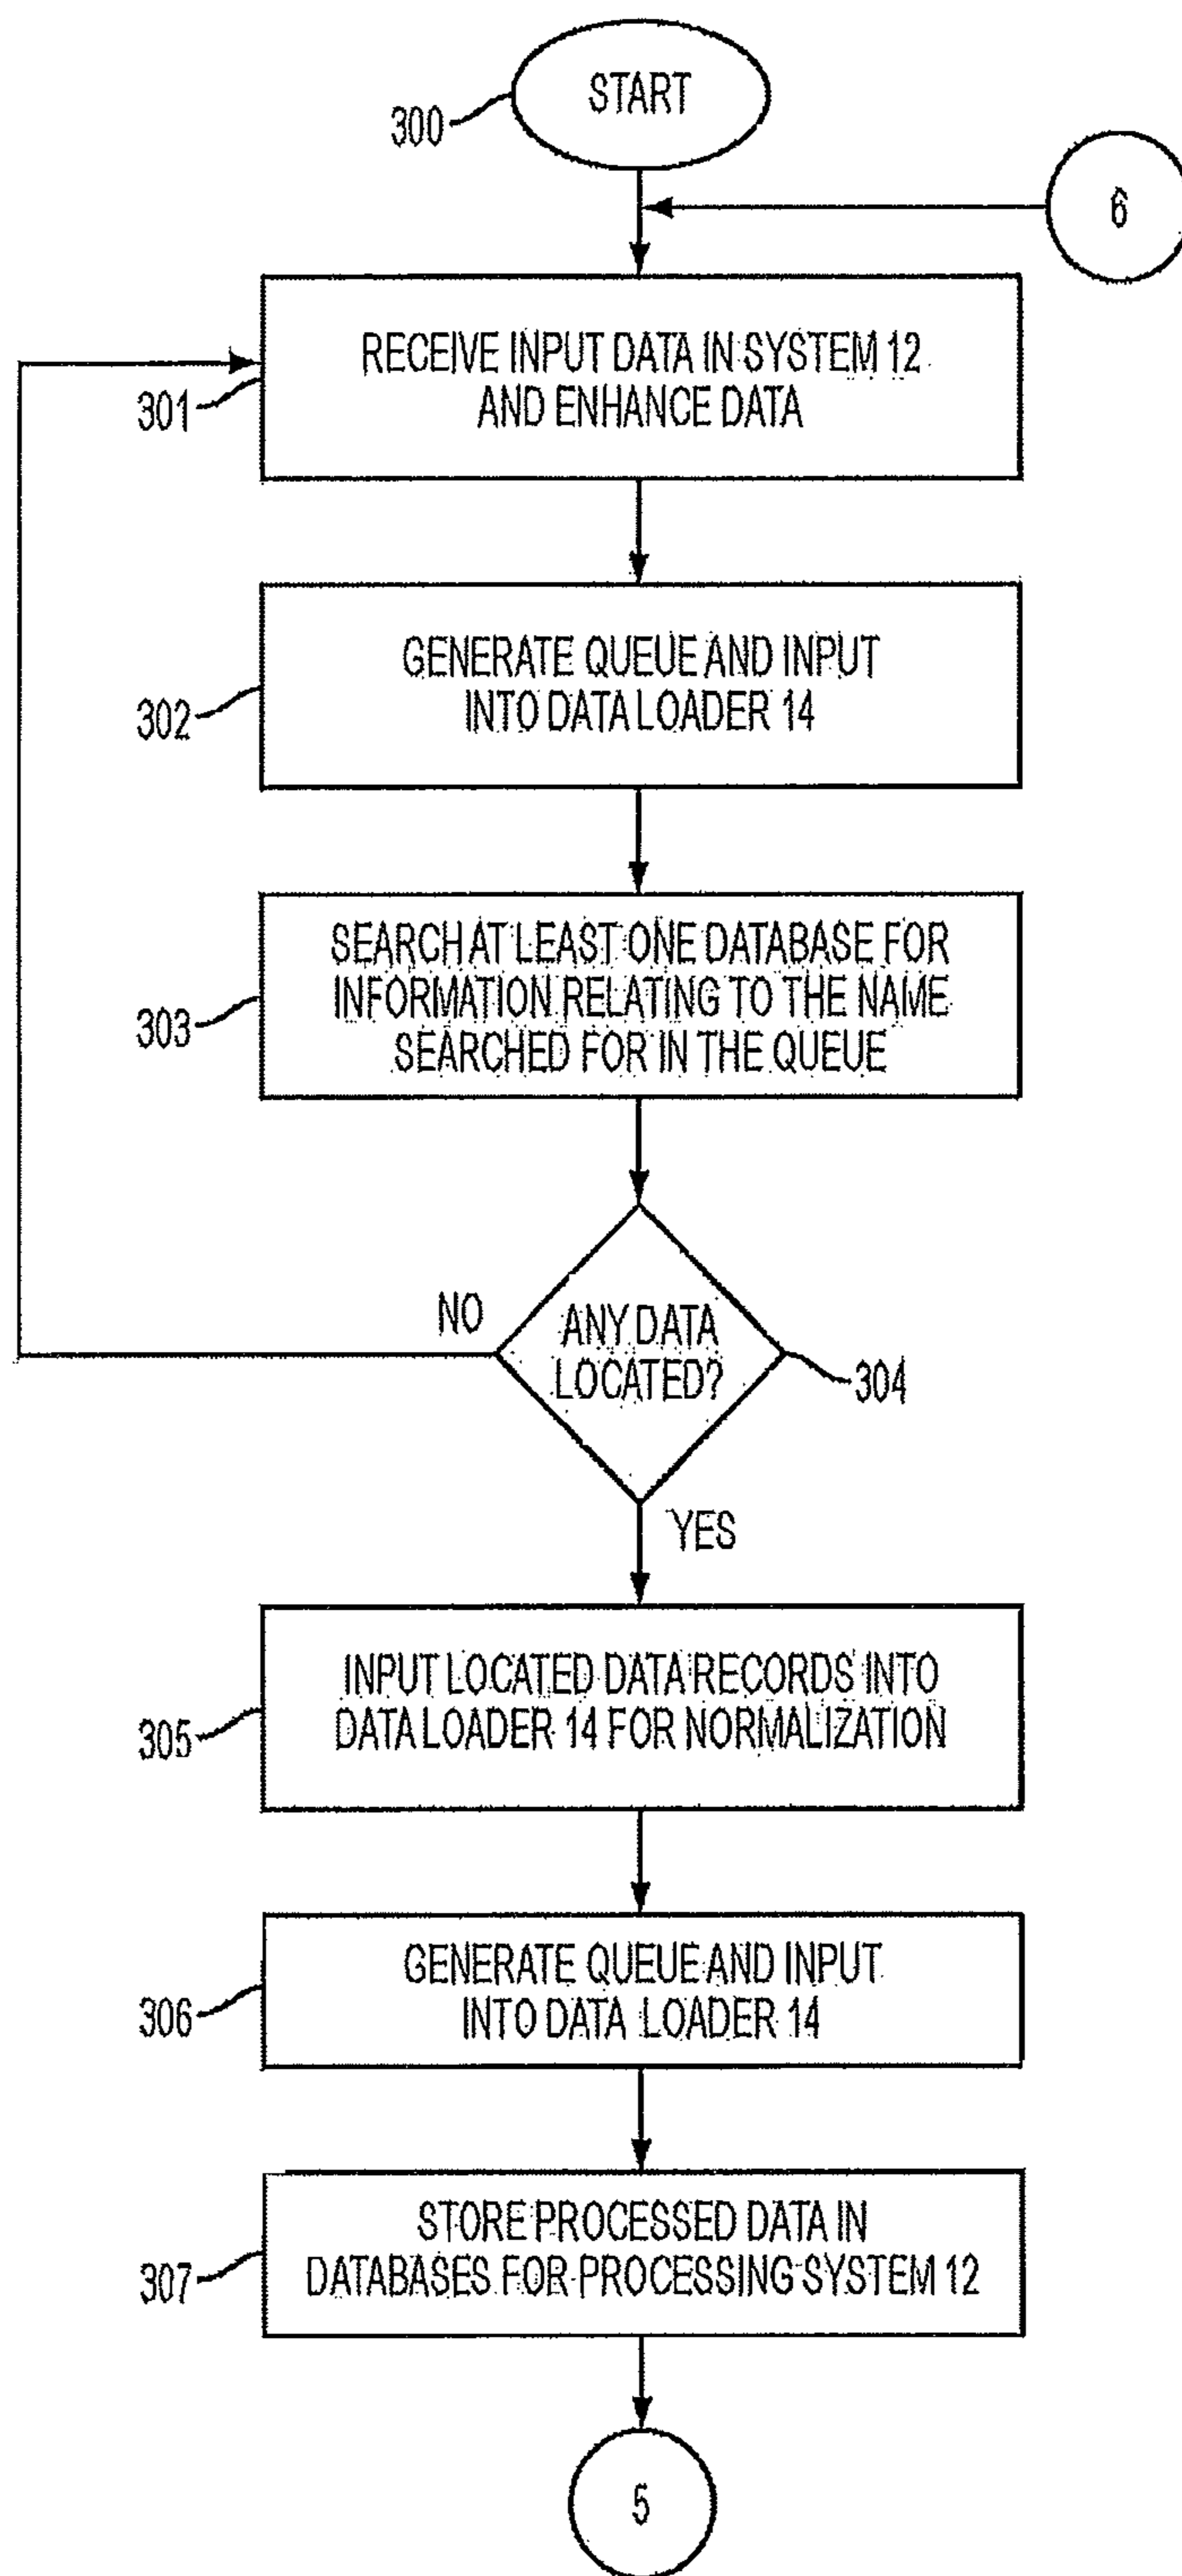 START
300
6
RECEIVE INPUT DATA IN SYSTEM 12
AND ENHANCE DATA
301
GENERATE QUEUE AND INPUT
INTO DATA LOADER 14
302
SEARCH AT LEAST ONE DATABASE FOR
INFORMATION RELATING TO THE NAME
SEARCHED FOR IN THE QUEUE
303
NO
ANY DATA
LOCATED?
304
YES
INPUT LOCATED DATA RECORDS INTO
DATA LOADER 14 FOR NORMALIZATION
305
GENERATE QUEUE AND INPUT
INTO DATA LOADER 14
306
STORE PROCESSED DATA IN
DATABASES FOR PROCESSING SYSTEM 12
307
5